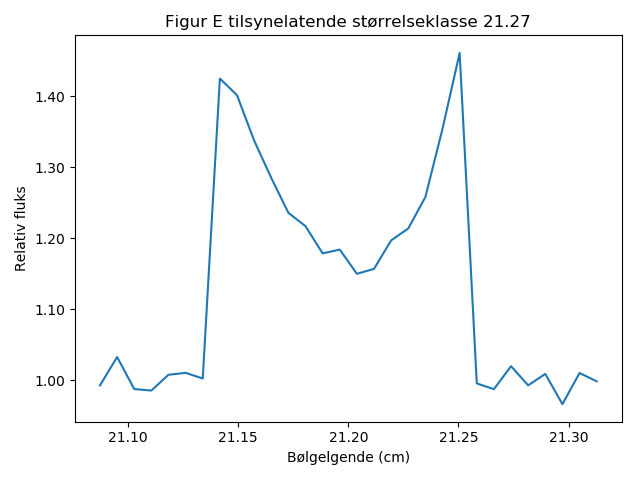 Figur E tilsynelatende størrelseklasse 21.27
1.40
1.30
1.20
1.10
1.00
Relativ fluks
21.10 21.15 21.20 21.25 21.30
Bølgelgende (cm)